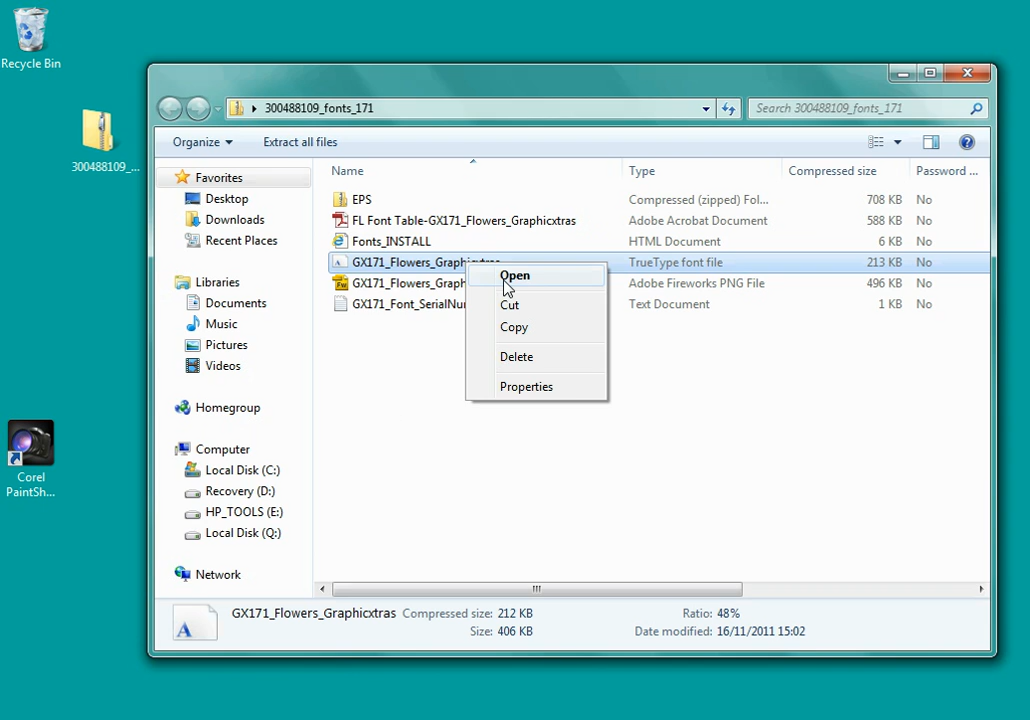 Recycle Bin
300488109_...
Corel
PaintSh...
300488109_fonts_171
Search 300488109_fonts_171
Organize
Extract all files
Favorites
Desktop
Downloads
Recent Places
Libraries
Documents
Music
Pictures
Videos
Homegroup
Computer
Local Disk (C:)
Recovery (D:)
HP_TOOLS (E:)
Local Disk (Q:)
Network
Name Type Compressed size Password ...
EPS Compressed (zipped) Fol... 708 KB No
FL Font Table-GX171_Flowers_Graphicxtras Adobe Acrobat Document 588 KB No
Fonts_INSTALL HTML Document 6 KB No
GX171_Flowers_Graphicxtras TrueType font file 213 KB No
GX171_Flowers_Graph Adobe Fireworks PNG File 496 KB No
GX171_Font_SerialNu Text Document 1 KB No
Open
Cut
Copy
Delete
Properties
GX171_Flowers_Graphicxtras Compressed size: 212 KB Ratio: 48%
Size: 406 KB Date modified: 16/11/2011 15:02